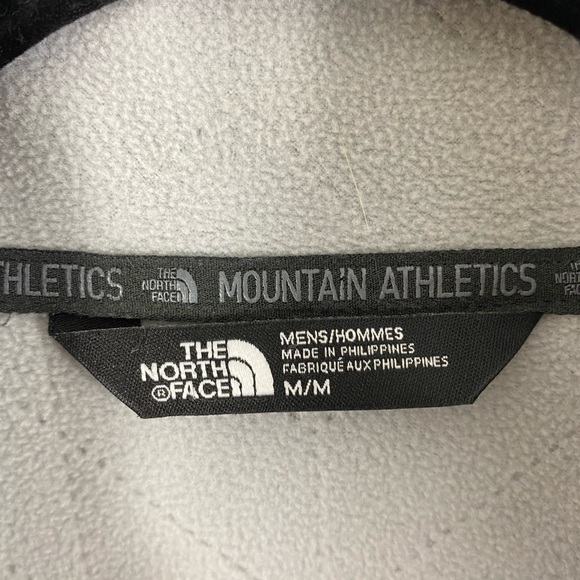 THLETICS THE NORTH FACE MOUNTAIN ATHLETICS THE NORTH FACE
THE NORTH ®FACE
MENS/HOMMES
MADE IN PHILIPPINES
FABRIQUÉ AUX PHILIPPINES
M/M